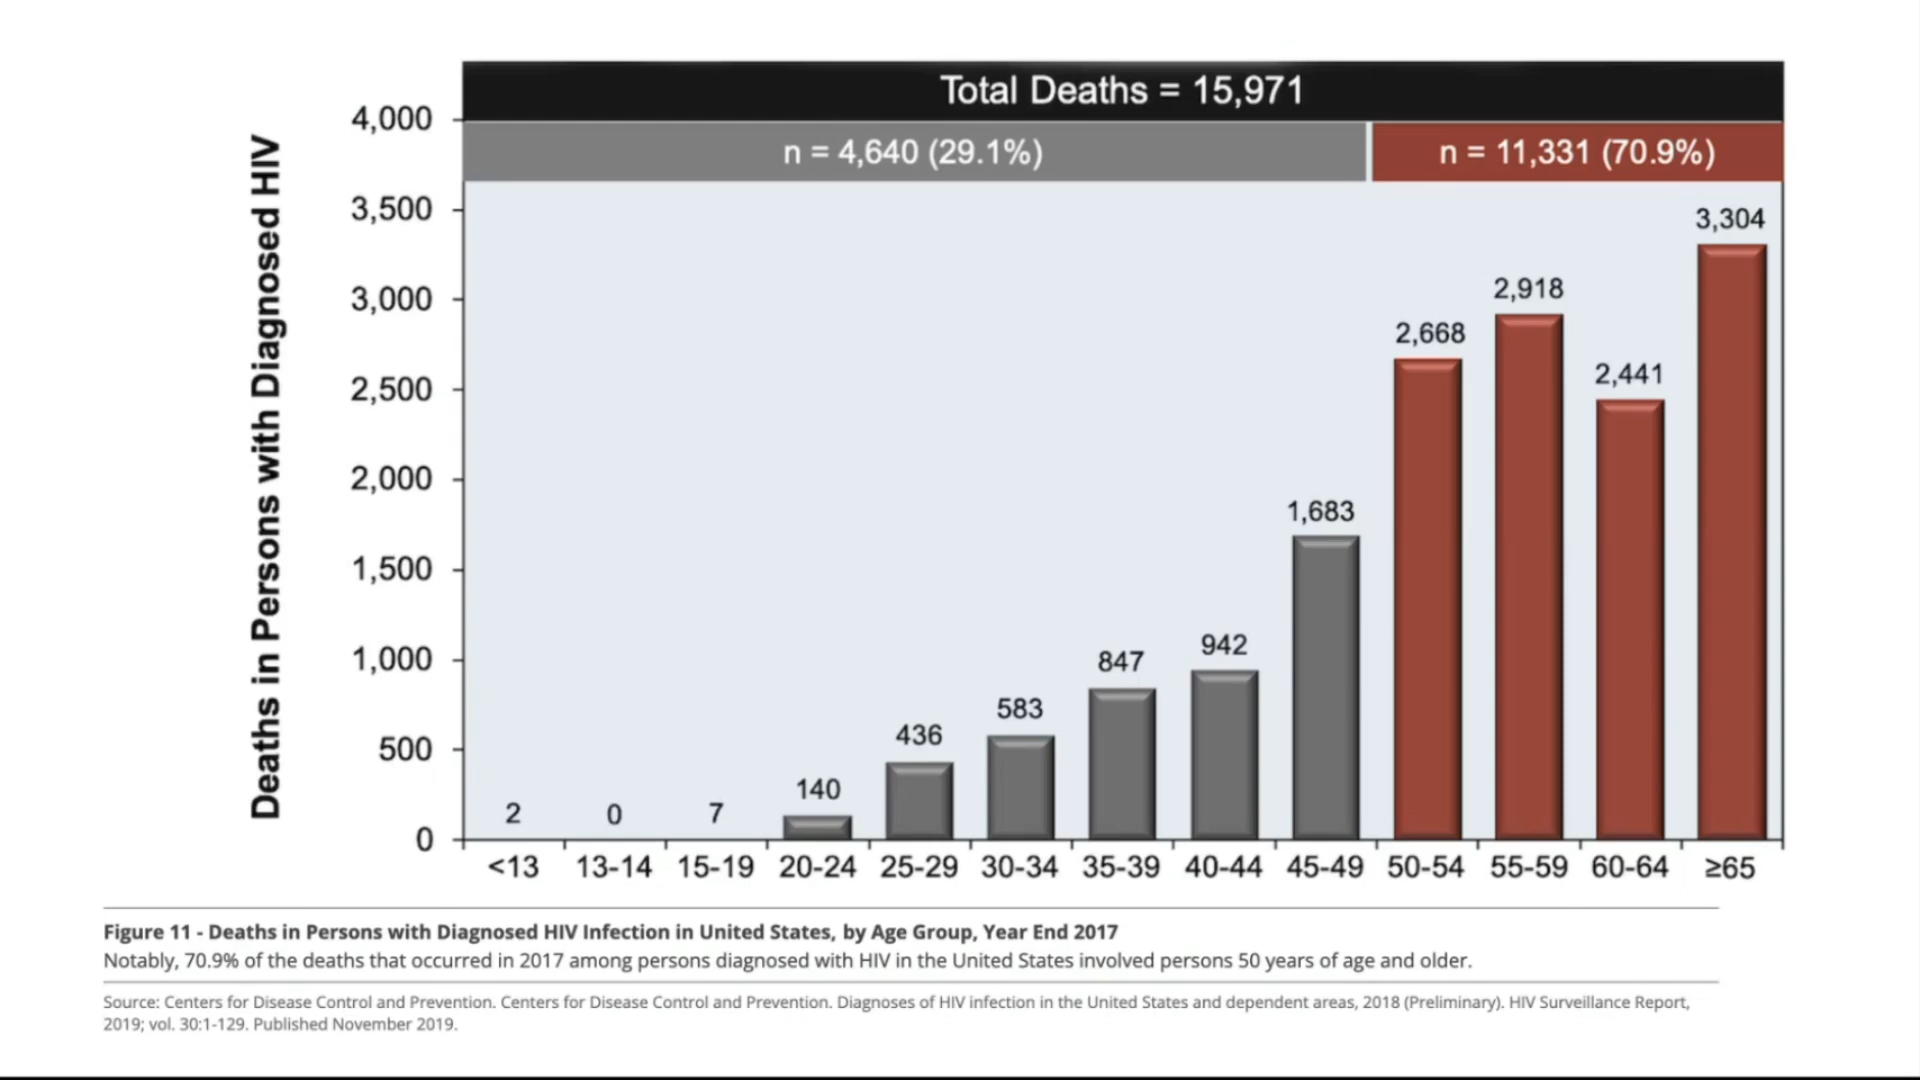 Total Deaths = 15,971
n = 4,640 (29.1%)
n = 11,331 (70.9%)
Deaths in Persons with Diagnosed HIV
4,000
3,500
3,000
2,500
2,000
1,500
1,000
500
0
2
0
7
140
436
583
847
942
1,683
2,668
2,918
2,441
3,304
<13 13-14 15-19 20-24 25-29 30-34 35-39 40-44 45-49 50-54 55-59 60-64 ≥65
Figure 11 - Deaths in Persons with Diagnosed HIV Infection in United States, by Age Group, Year End 2017
Notably, 70.9% of the deaths that occurred in 2017 among persons diagnosed with HIV in the United States involved persons 50 years of age and older.
Source: Centers for Disease Control and Prevention. Centers for Disease Control and Prevention. Diagnoses of HIV infection in the United States and dependent areas, 2018 (Preliminary). HIV Surveillance Report,
2019; vol. 30:1-129. Published November 2019.